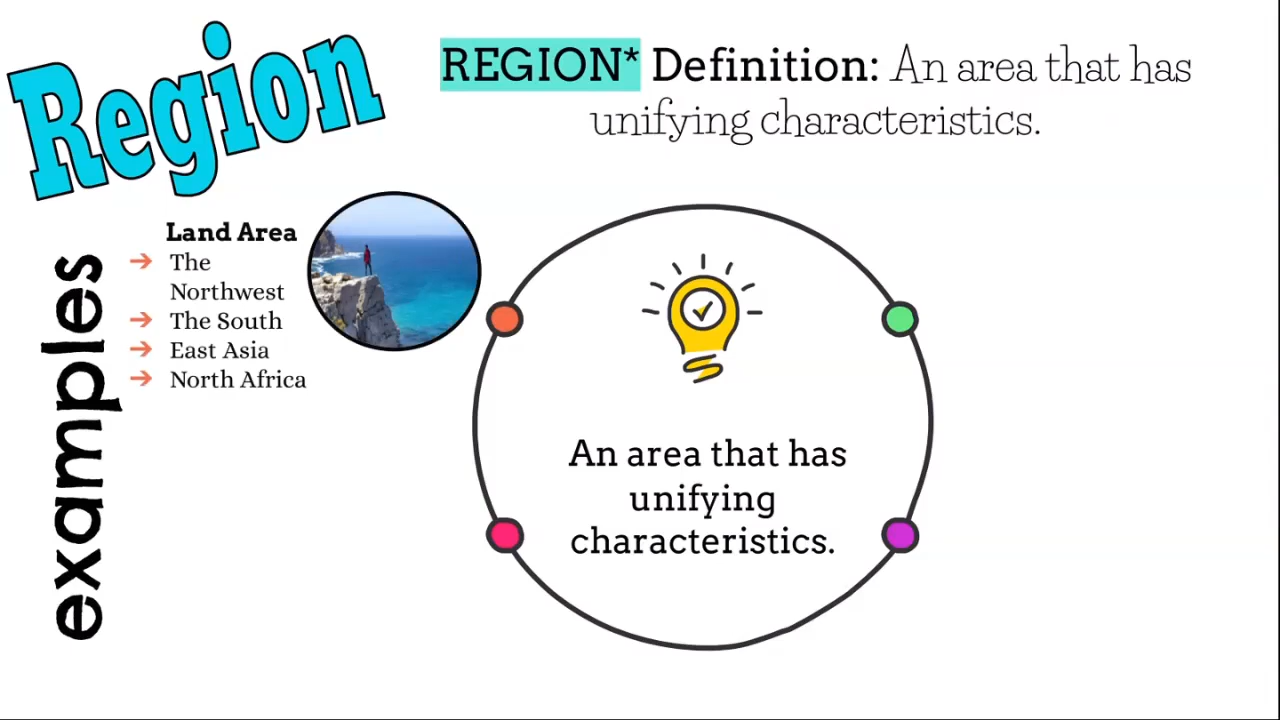 Region
REGION* Definition: An area that has
unifying characteristics.
examples
Land Area
The
Northwest
The South
East Asia
North Africa
An area that has
unifying
characteristics.